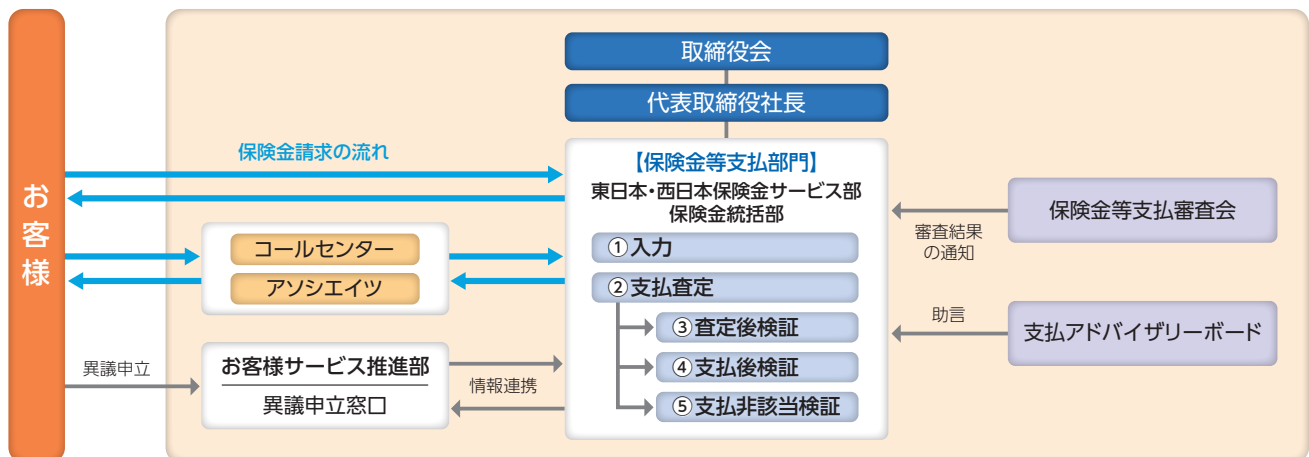 お客様
取締役会
代表取締役社長
保険金請求の流れ
【保険金等支払部門】
東日本・西日本保険金サービス部
保険金統括部
①入力
②支払査定
③査定後検証
④支払後検証
⑤支払非該当検証
コールセンター
アソシエイツ
異議申立
お客様サービス推進部
異議申立窓口
情報連携
保険金等支払審査会
審査結果
の通知
支払アドバイザリーボード
助言